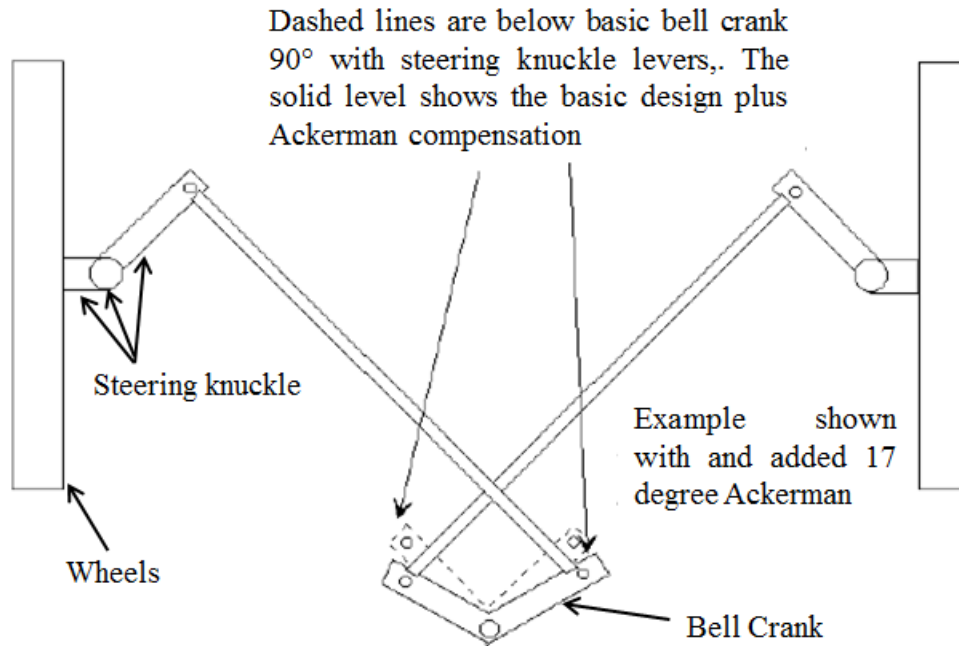 Dashed lines are below basic bell crank
90° with steering knuckle levers,. The
solid level shows the basic design plus
Ackerman compensation
Steering knuckle
Example shown
with and added 17
degree Ackerman
Wheels
Bell Crank